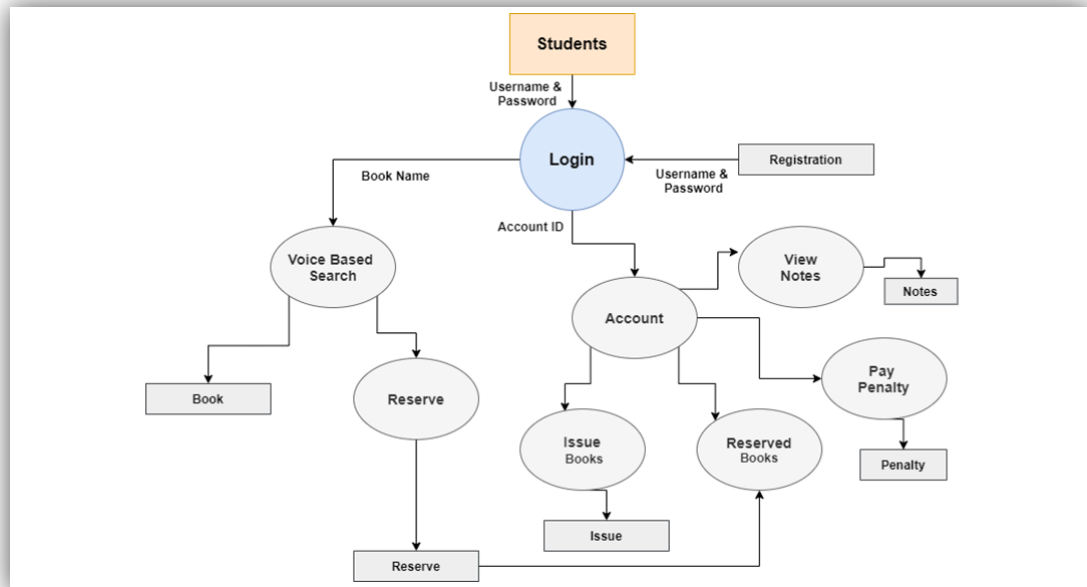 Students
Username &
Password
Login
Registration
Username &
Password
Book Name
Account ID
Voice Based
Search
View
Notes
Notes
Account
Pay
Penalty
Book
Reserve
Issue
Books
Reserved
Books
Penalty
Issue
Reserve